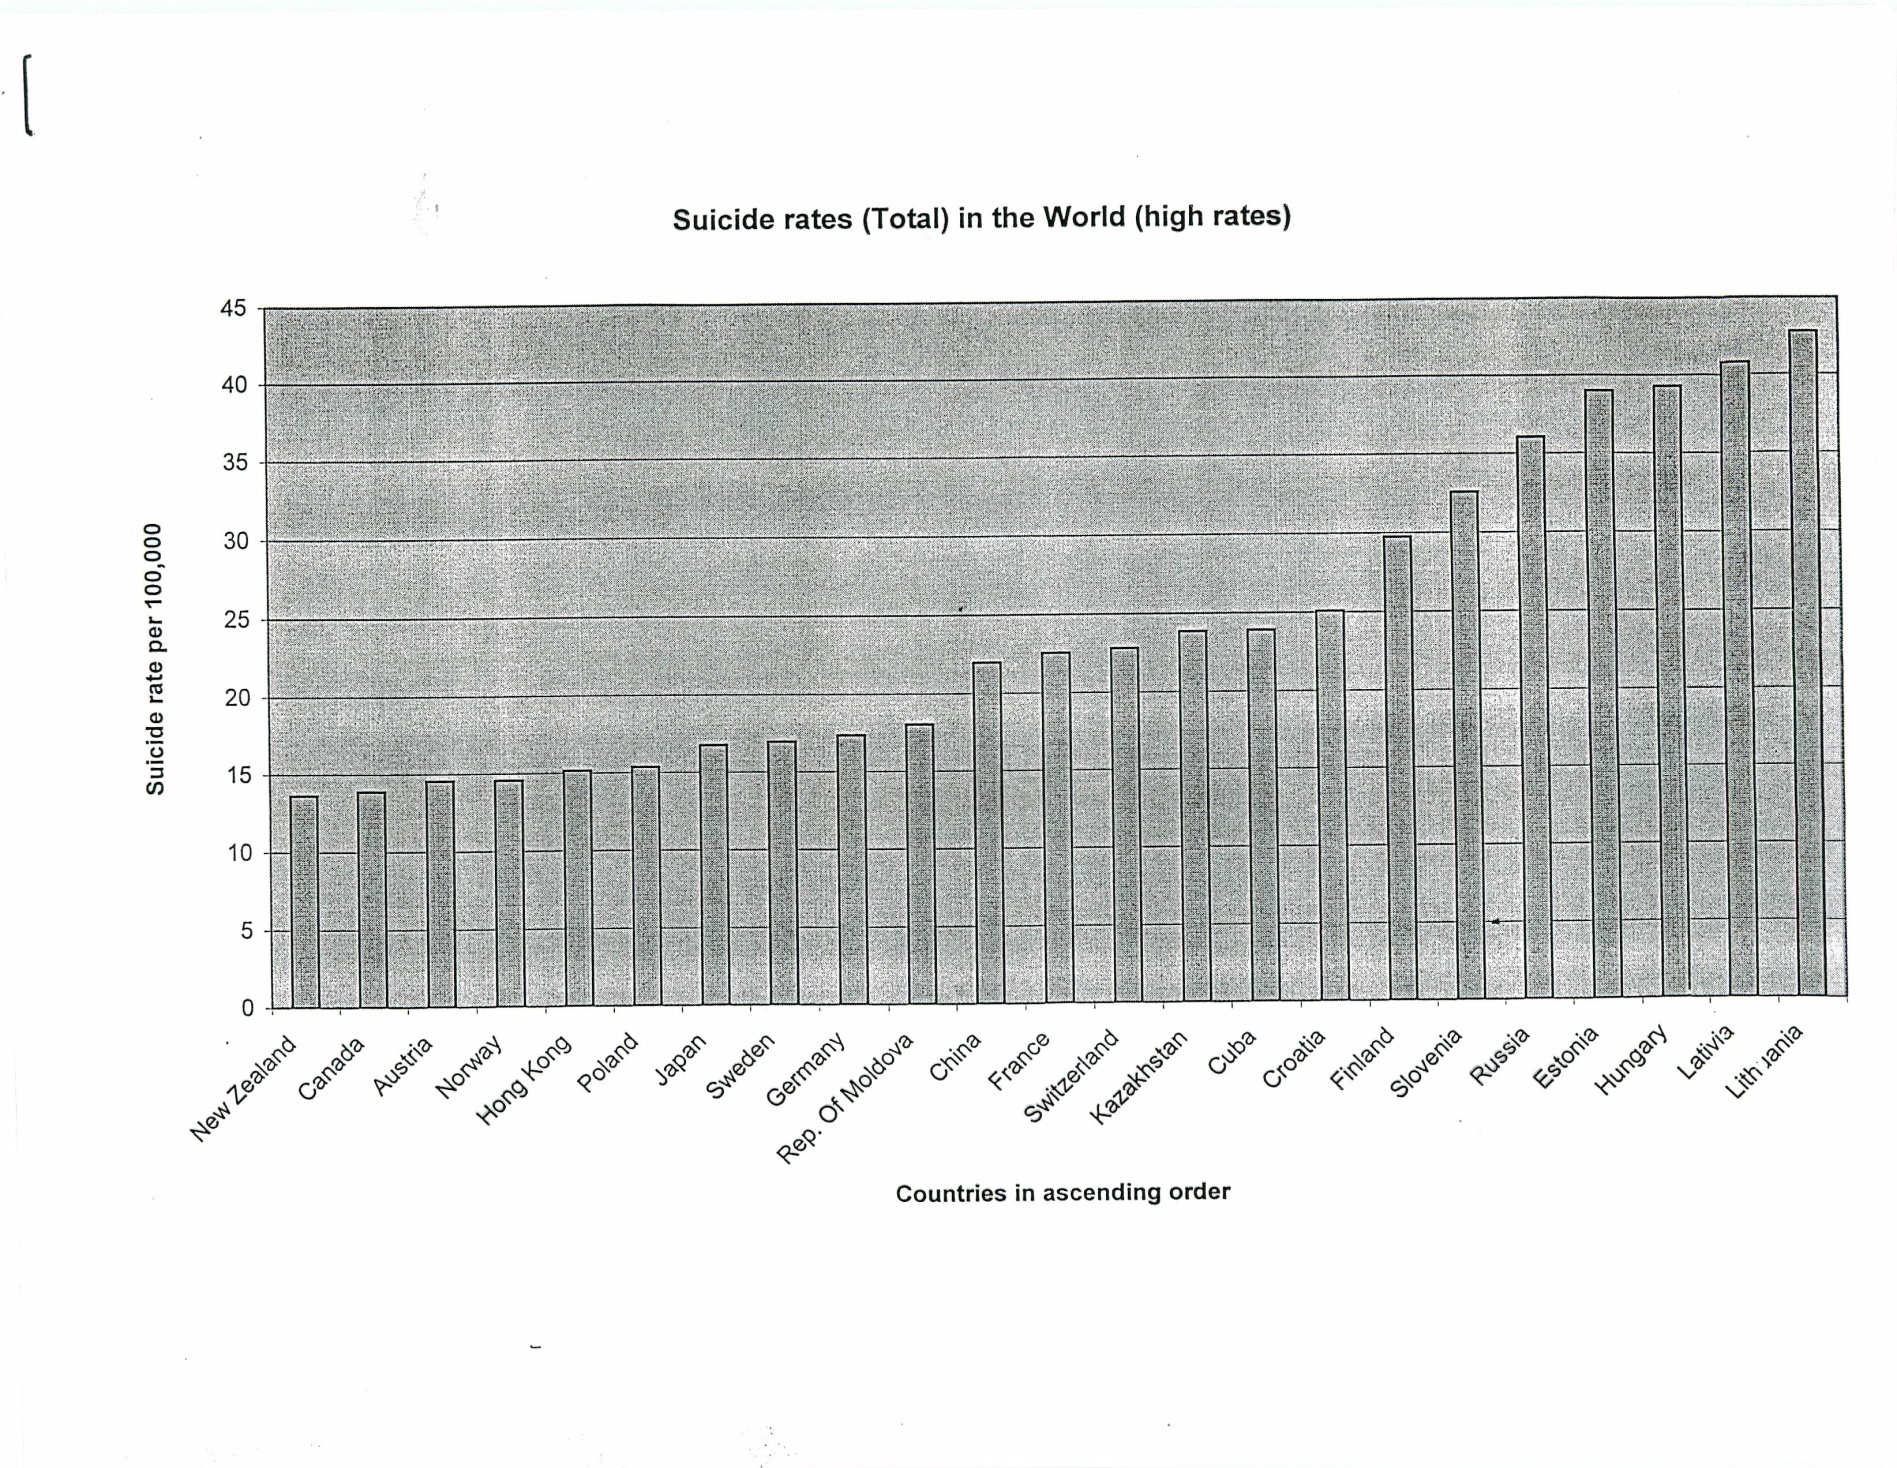 Suicide rates (Total) in the World (high rates)
45
40
35
30
25
20
15
10
5
0
Suicide rate per 100,000
New Zealand
Canada
Austria
Norway
Hong Kong
Poland
Japan
Sweden
Germany
Rep. Of Moldova
China
France
Switzerland
Kazakhstan
Cuba
Croatia
Finland
Slovenia
Russia
Estonia
Hungary
Lativia
Lithuania
Countries in ascending order